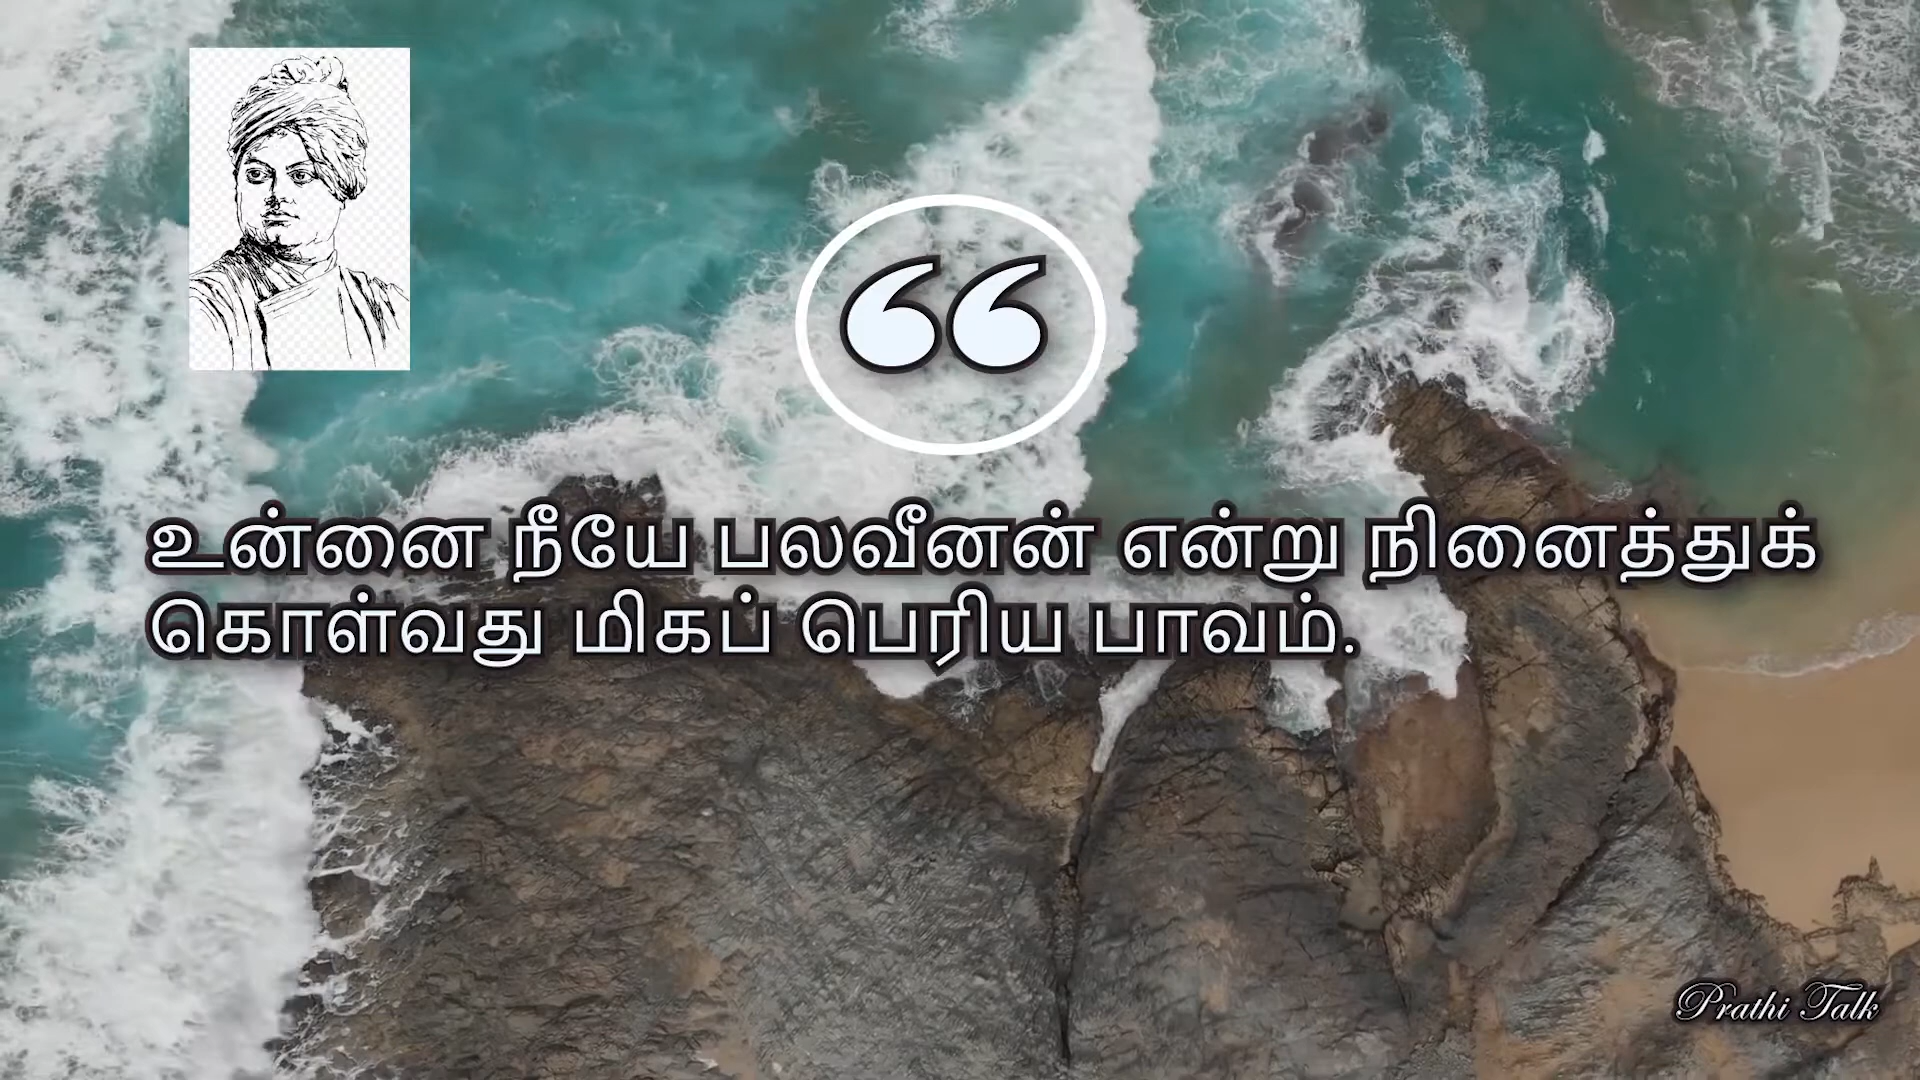 “
உன்னை நீயே பலவீனன் என்று நினைத்துக்
கொள்வது மிகப் பெரிய பாவம்.
Prathi Talk